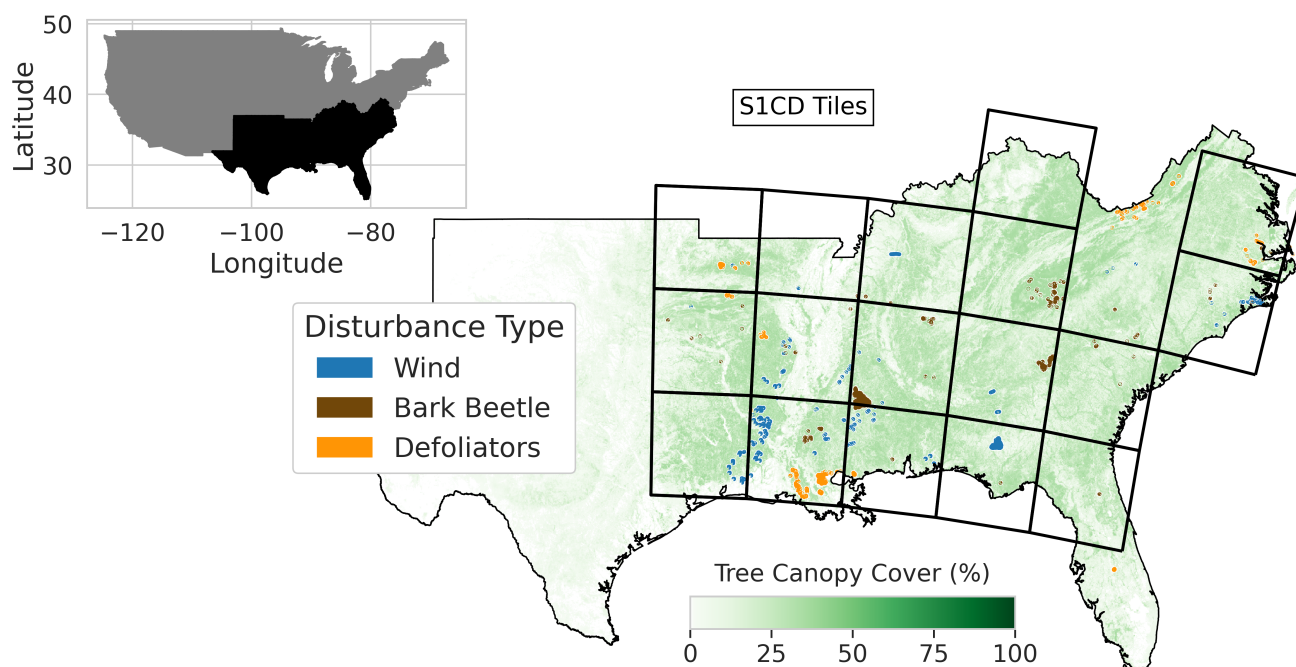 50
40
30
Latitude
−120
−100
−80
Longitude
S1CD Tiles
Disturbance Type
Wind
Bark Beetle
Defoliators
Tree Canopy Cover (%)
0
25
50
75
100